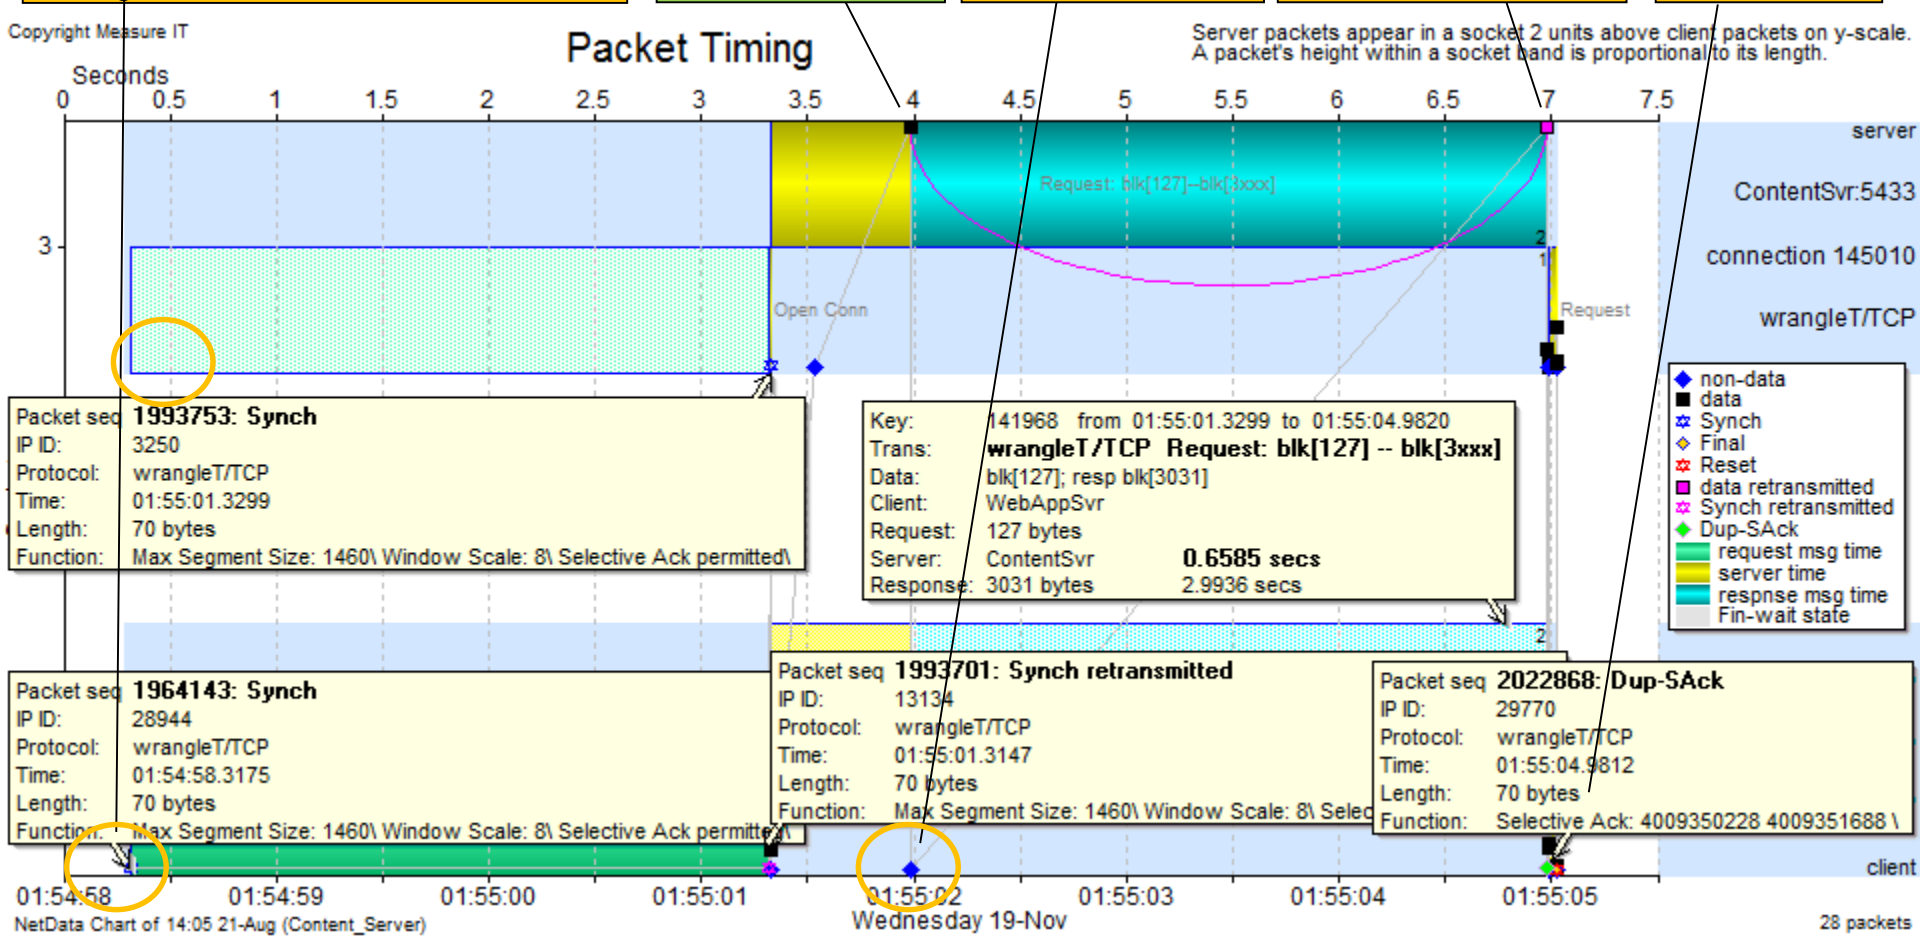 Copyright Measure IT
Packet Timing
Server packets appear in a socket 2 units above client packets on y-scale.
A packet's height within a socket band is proportional to its length.
Seconds
0 0.5 1 1.5 2 2.5 3 3.5 4 4.5 5 5.5 6 6.5 7 7.5
server
Request: blk[127]--blk[3xxx]
ContentSvr:5433
2
3
1
connection 145010
Open Conn
Request
wrangleT/TCP
non-data
data
Synch
Final
Reset
data retransmitted
Synch retransmitted
Dup-SAck
request msg time
server time
respnse msg time
Fin-wait state
Packet seq 1993753: Synch
IP ID: 3250
Protocol: wrangleT/TCP
Time: 01:55:01.3299
Length: 70 bytes
Function: Max Segment Size: 1460\ Window Scale: 8\ Selective Ack permitted\
Key: 141968 from 01:55:01.3299 to 01:55:04.9820
Trans: wrangleT/TCP Request: blk[127] -- blk[3xxx]
Data: blk[127]; resp blk[3031]
Client: WebAppSvr
Request: 127 bytes
Server: ContentSvr 0.6585 secs
Response: 3031 bytes 2.9936 secs
2
Packet seq 1964143: Synch
IP ID: 28944
Protocol: wrangleT/TCP
Time: 01:54:58.3175
Length: 70 bytes
Function: Max Segment Size: 1460\ Window Scale: 8\ Selective Ack permitted\
Packet seq 1993701: Synch retransmitted
IP ID: 13134
Protocol: wrangleT/TCP
Time: 01:55:01.3147
Length: 70 bytes
Function: Max Segment Size: 1460\ Window Scale: 8\ Selec
Packet seq 2022868: Dup-SAck
IP ID: 29770
Protocol: wrangleT/TCP
Time: 01:55:04.9812
Length: 70 bytes
Function: Selective Ack: 4009350228 4009351688 \
client
01:54:58 01:54:59 01:55:00 01:55:01 01:55:02 01:55:03 01:55:04 01:55:05
NetData Chart of 14:05 21-Aug (Content_Server)
Wednesday 19-Nov
28 packets